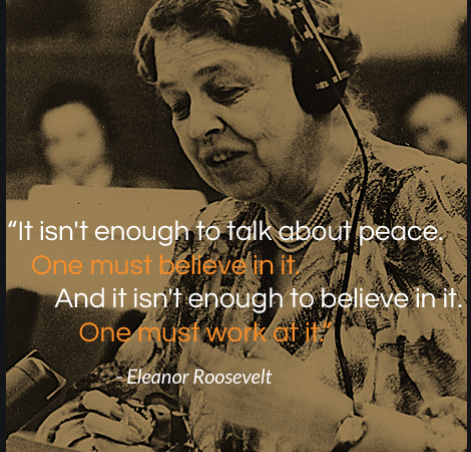 “It isn't enough to talk about peace.
One must believe in it.
And it isn't enough to believe in it.
One must work at it.”
- Eleanor Roosevelt